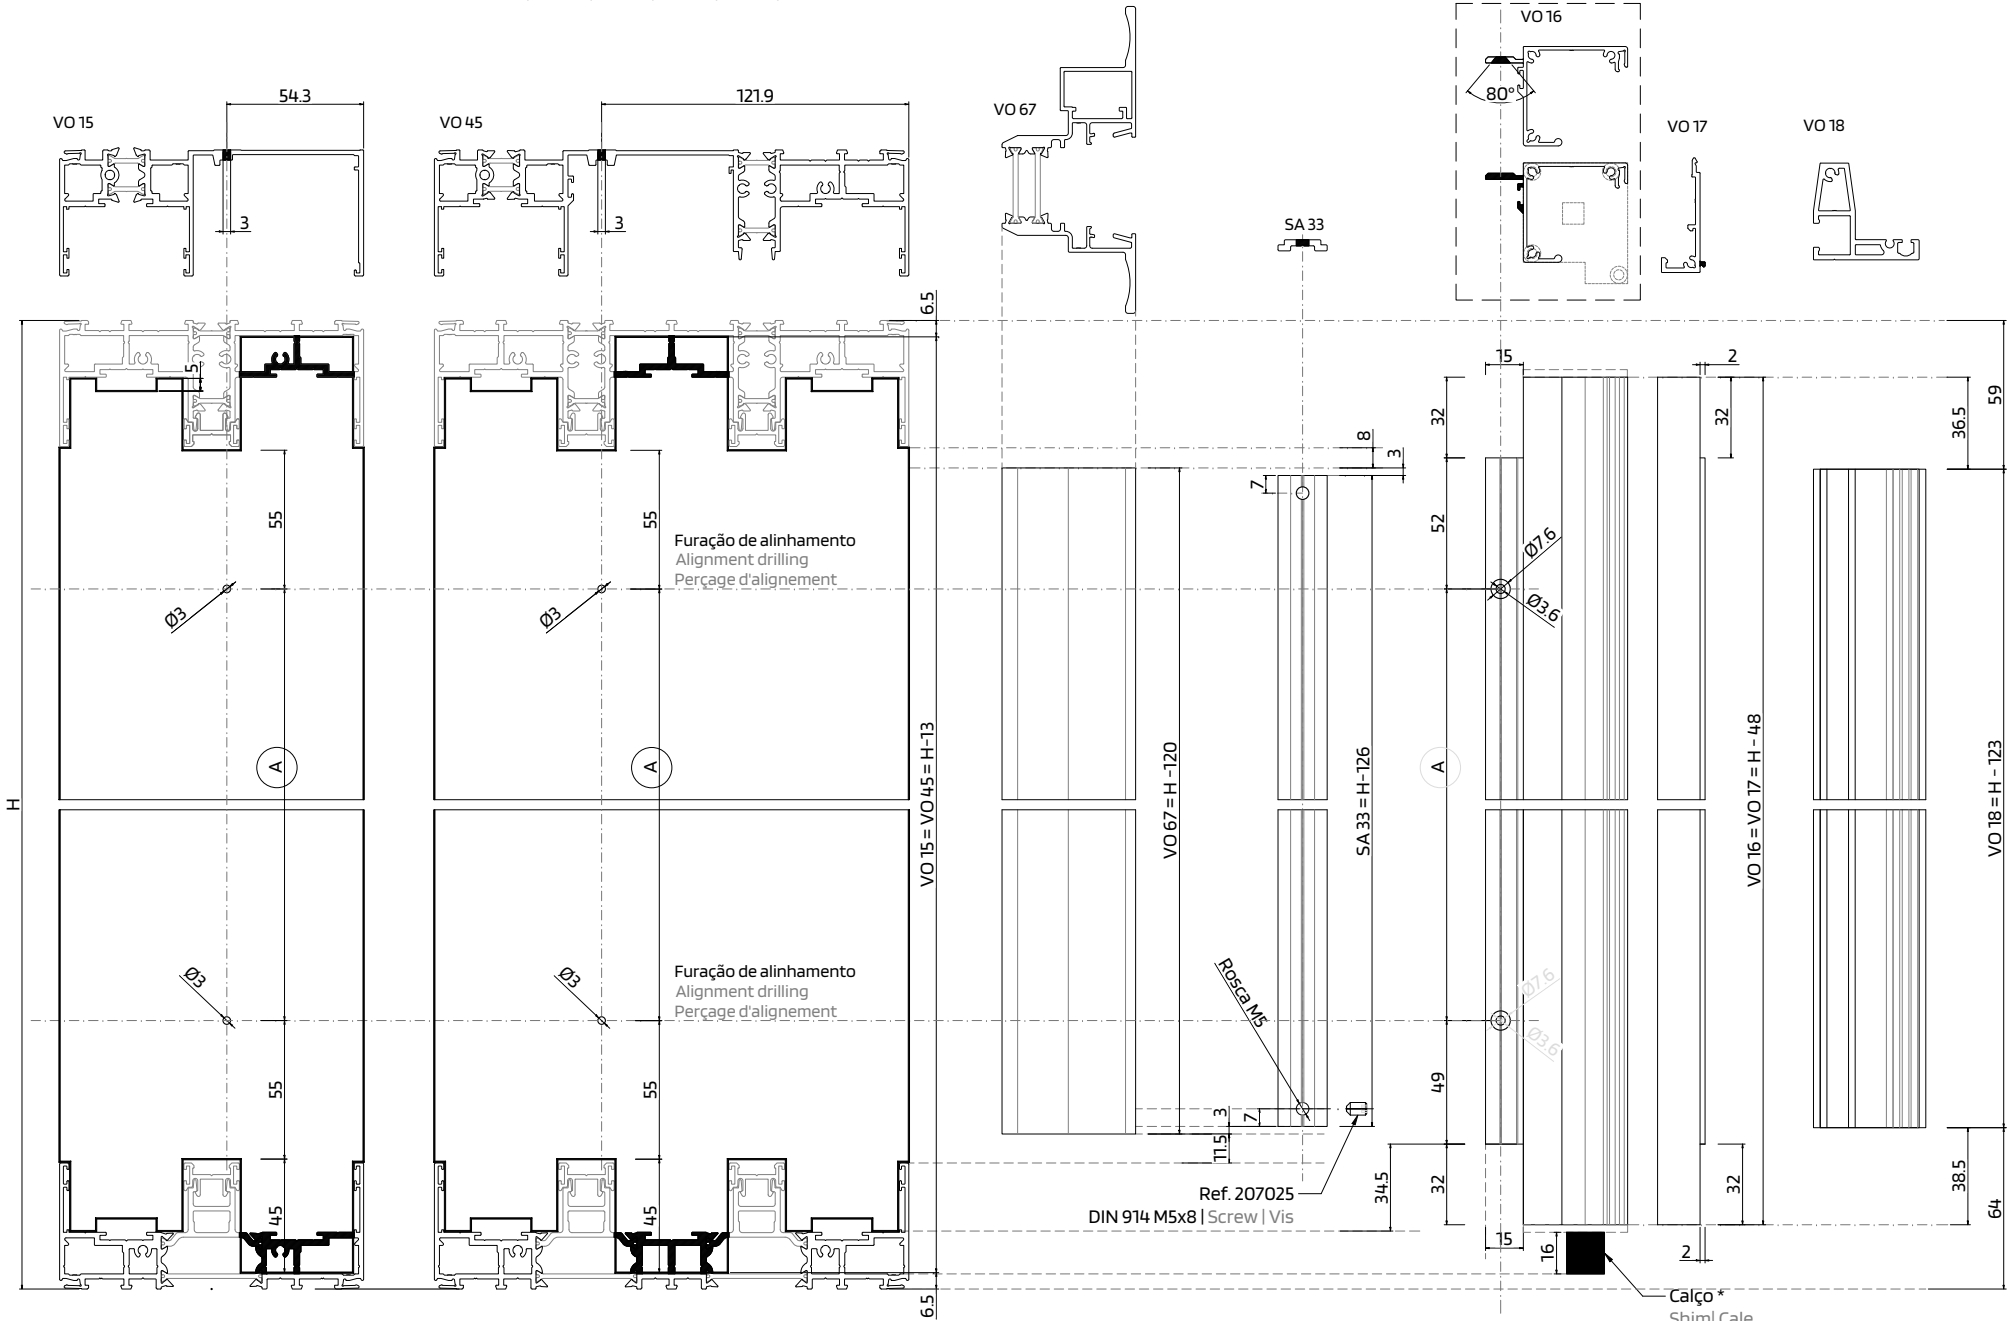 VO 16
54.3
121.9
VO 15
VO 45
VO 67
80°
VO 17
VO 18
3
3
SA 33
6.5
15
2
5
32
32
36.5
59
8
3
7
55
55
52
Furação de alinhamento
Alignment drilling
Perçage d'alignement
Ø7.6
Ø3.6
Ø3
Ø3
H
A
A
VO 15 = VO 45 = H-13
VO 67 = H -120
SA 33 = H-126
A
VO 16 = VO 17 = H - 48
VO 18 = H - 123
Furação de alinhamento
Alignment drilling
Perçage d'alignement
Ø3
Ø3
Rosca M5
Ø7.6
Ø3.6
55
55
49
3
7
11.5
45
45
Ref. 207025
DIN 914 M5x8 | Screw | Vis
34.5
32
32
38.5
64
15
16
2
6.5
Calço *
Shim| Cale